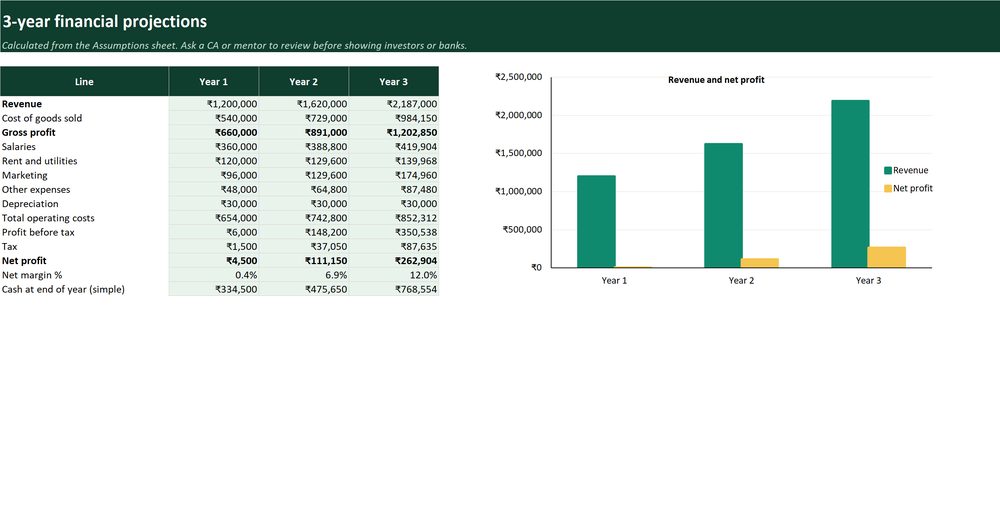 3-year financial projections
Calculated from the Assumptions sheet. Ask a CA or mentor to review before showing investors or banks.
Line Year 1 Year 2 Year 3
Revenue ₹1,200,000 ₹1,620,000 ₹2,187,000
Cost of goods sold ₹540,000 ₹729,000 ₹984,150
Gross profit ₹660,000 ₹891,000 ₹1,202,850
Salaries ₹360,000 ₹388,800 ₹419,904
Rent and utilities ₹120,000 ₹129,600 ₹139,968
Marketing ₹96,000 ₹129,600 ₹174,960
Other expenses ₹48,000 ₹64,800 ₹87,480
Depreciation ₹30,000 ₹30,000 ₹30,000
Total operating costs ₹654,000 ₹742,800 ₹852,312
Profit before tax ₹6,000 ₹148,200 ₹350,538
Tax ₹1,500 ₹37,050 ₹87,635
Net profit ₹4,500 ₹111,150 ₹262,904
Net margin % 0.4% 6.9% 12.0%
Cash at end of year (simple) ₹334,500 ₹475,650 ₹768,554
Revenue and net profit
₹2,500,000
₹2,000,000
₹1,500,000
₹1,000,000
₹500,000
₹0
Year 1 Year 2 Year 3
Revenue
Net profit